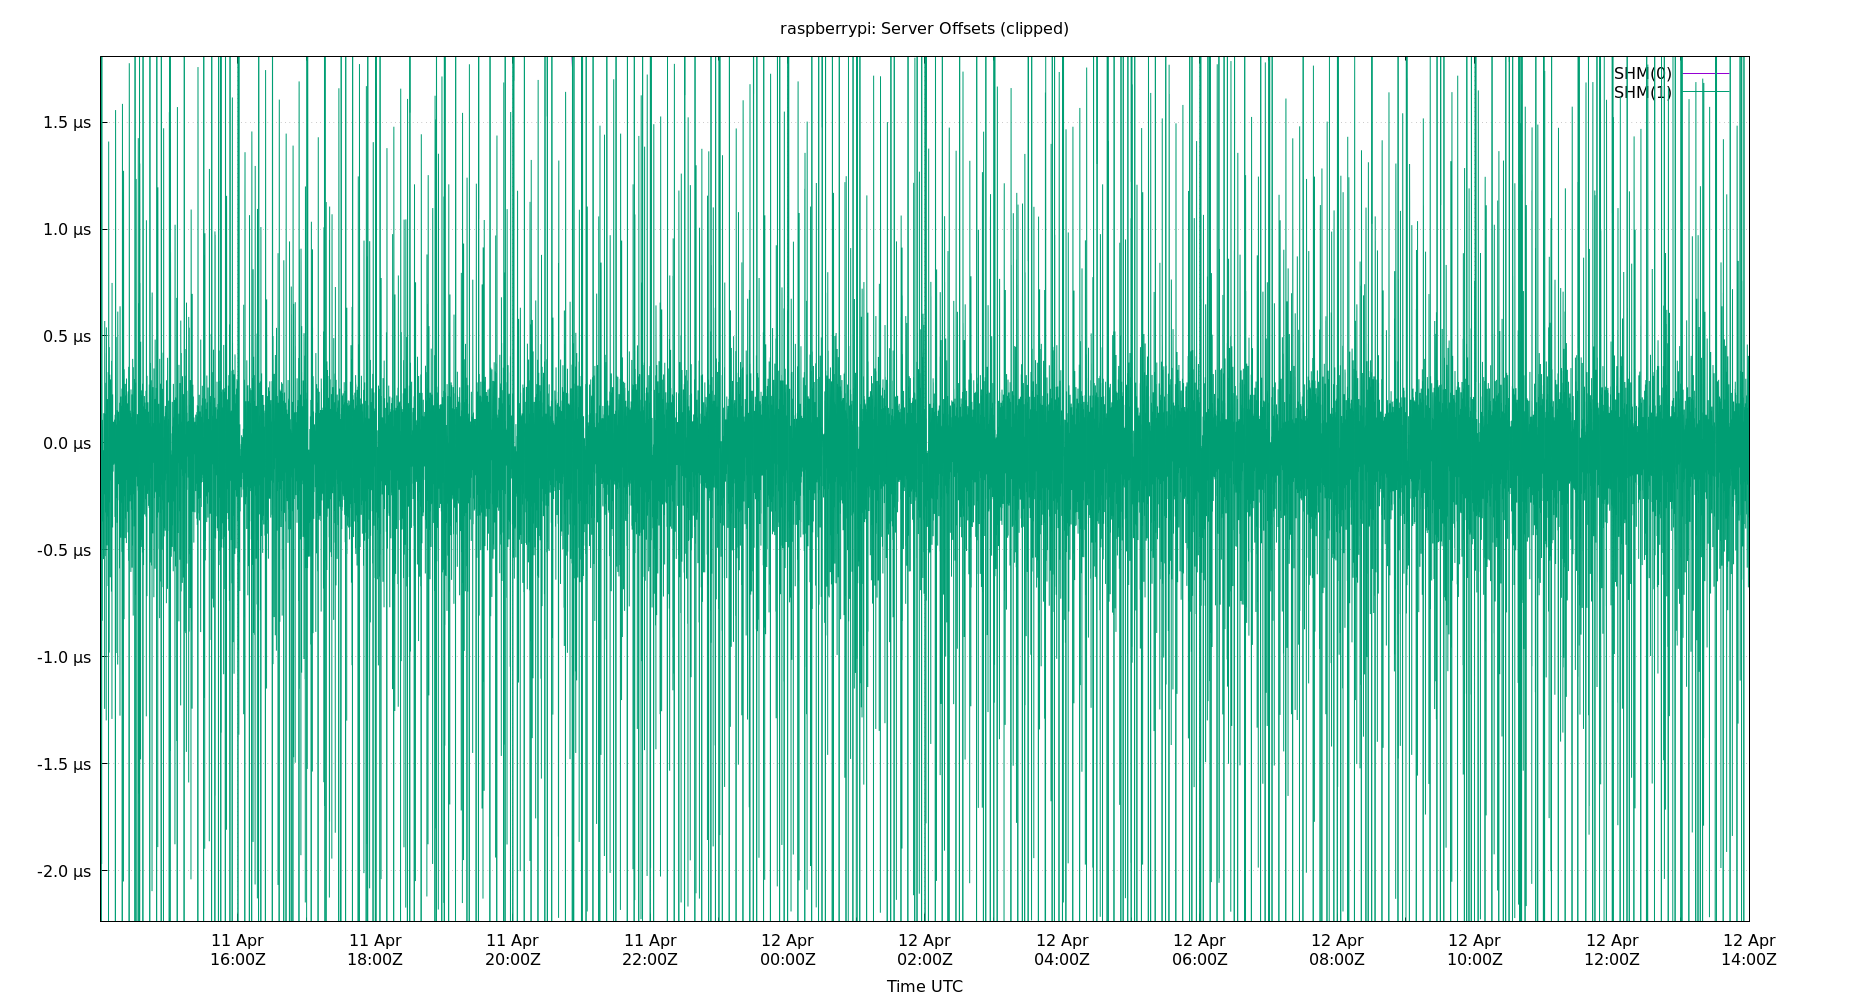 raspberrypi: Server Offsets (clipped)
SHM(0)
SHM(1)
1.5 µs
1.0 µs
0.5 µs
0.0 µs
-0.5 µs
-1.0 µs
-1.5 µs
-2.0 µs
11 Apr 11 Apr 11 Apr 11 Apr 12 Apr 12 Apr 12 Apr 12 Apr 12 Apr 12 Apr 12 Apr 12 Apr
16:00Z 18:00Z 20:00Z 22:00Z 00:00Z 02:00Z 04:00Z 06:00Z 08:00Z 10:00Z 12:00Z 14:00Z
Time UTC